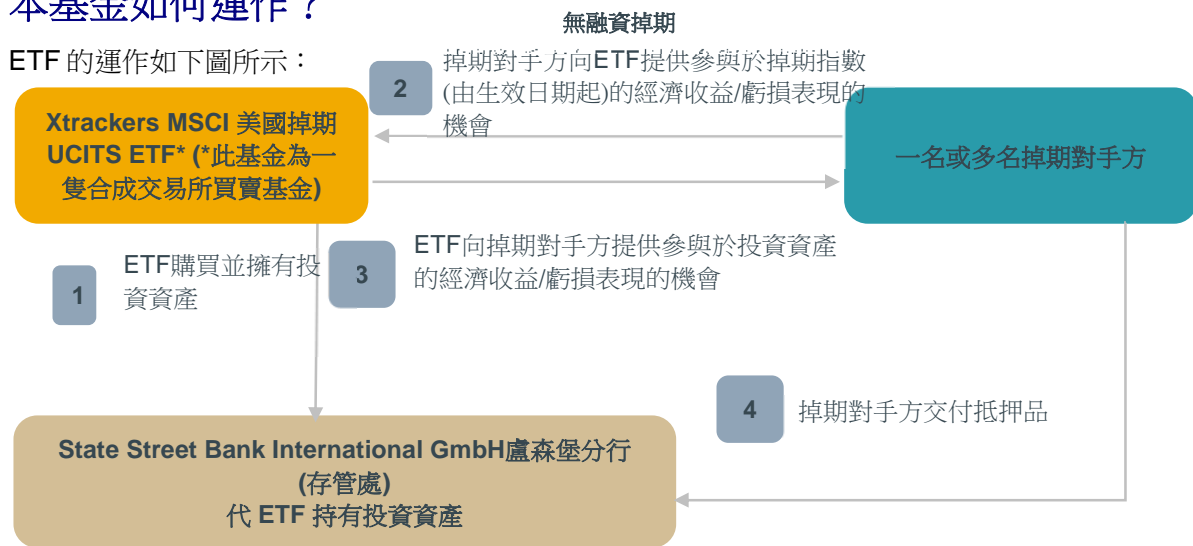 本基金如何運作？
無融資掉期
ETF 的運作如下圖所示：
2
掉期對手方向ETF提供參與於掉期指數
(由生效日期起)的經濟收益/虧損表現的
機會
Xtrackers MSCI 美國掉期
UCITS ETF* (*此基金為一
隻合成交易所買賣基金)
一名或多名掉期對手方
3
ETF向掉期對手方提供參與於投資資產
的經濟收益/虧損表現的機會
1
ETF購買並擁有投
資資產
4
掉期對手方交付抵押品
State Street Bank International GmbH盧森堡分行
(存管處)
代 ETF 持有投資資產